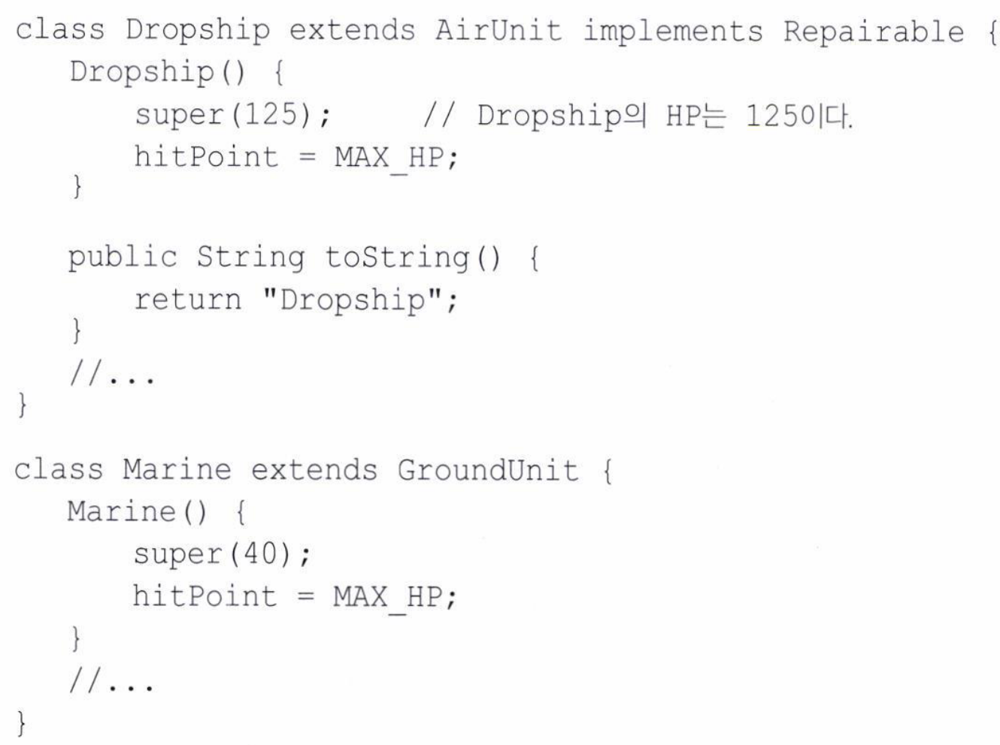 class Dropship extends AirUnit implements Repairable {
    Dropship() {
        super(125);      // Dropship의 HP는 125이다.
        hitPoint = MAX_HP;
    }

    public String toString() {
        return "Dropship";
    }
    //...
}

class Marine extends GroundUnit {
    Marine() {
        super(40);
        hitPoint = MAX_HP;
    }
    //...
}